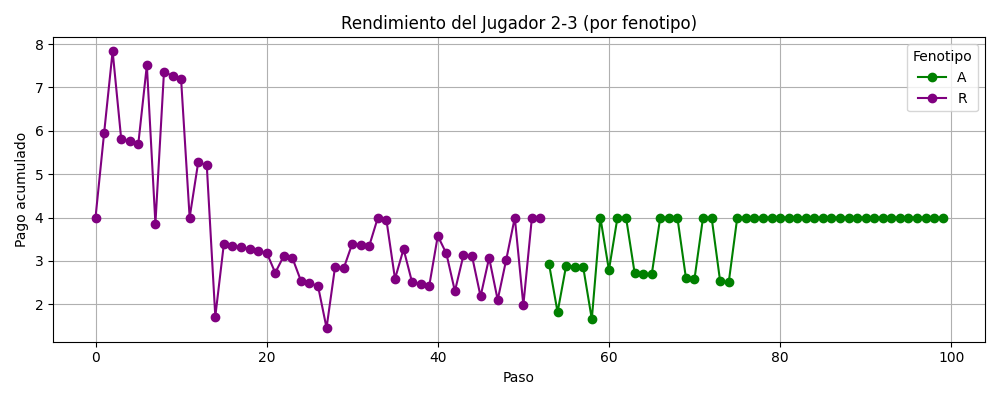 Rendimiento del Jugador 2-3 (por fenotipo)
Pago acumulado
8
7
6
5
4
3
2
Fenotipo
A
R
0
20
40
60
80
100
Paso